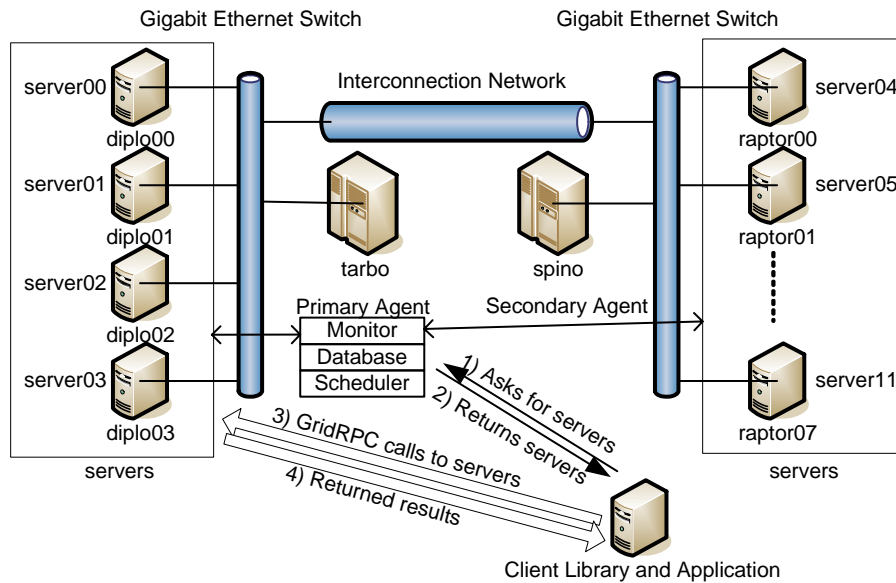 Gigabit Ethernet Switch
Gigabit Ethernet Switch
server00
diplo00
server01
diplo01
server02
diplo02
server03
diplo03
servers
Interconnection Network
tarbo
spino
Primary Agent
Monitor
Database
Scheduler
Secondary Agent
1) Asks for servers
2) Returns servers
3) GridRPC calls to servers
4) Returned results
server04
raptor00
server05
raptor01
server11
raptor07
servers
Client Library and Application